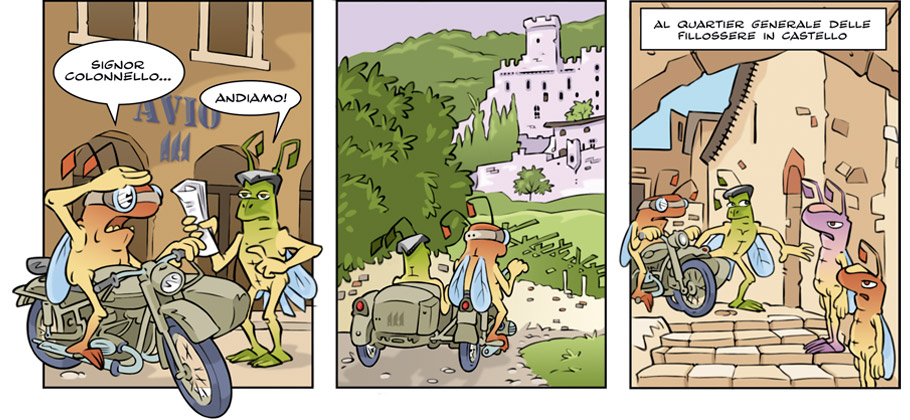 SIGNOR
COLONNELLO...
ANDIAMO!
AVIO
AL QUARTIER GENERALE DELLE
FILLOSSERE IN CASTELLO